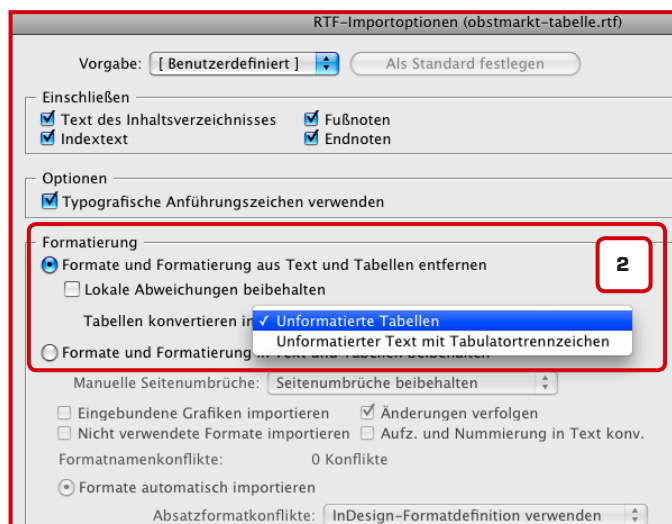 RTF-Importoptionen (obstmarkt-tabelle.rtf)
Vorgabe: [ Benutzerdefiniert ] Als Standard festlegen
Einschließen
Text des Inhaltsverzeichnisses Fußnoten
Indextext Endnoten
Optionen
Typografische Anführungszeichen verwenden
Formatierung
2
Formate und Formatierung aus Text und Tabellen entfernen
Lokale Abweichungen beibehalten
Tabellen konvertieren in ✓ Unformatierte Tabellen
Unformatierter Text mit Tabulatortrennzeichen
Formate und Formatierung in Text und Tabellen beibehalten
Manuelle Seitenumbrüche: Seitenumbrüche beibehalten
Eingebundene Grafiken importieren Änderungen verfolgen
Nicht verwendete Formate importieren Aufz. und Nummerierung in Text konv.
Formatnamenkonflikte: 0 Konflikte
Formate automatisch importieren
Absatzformatkonflikte: InDesign-Formatdefinition verwenden